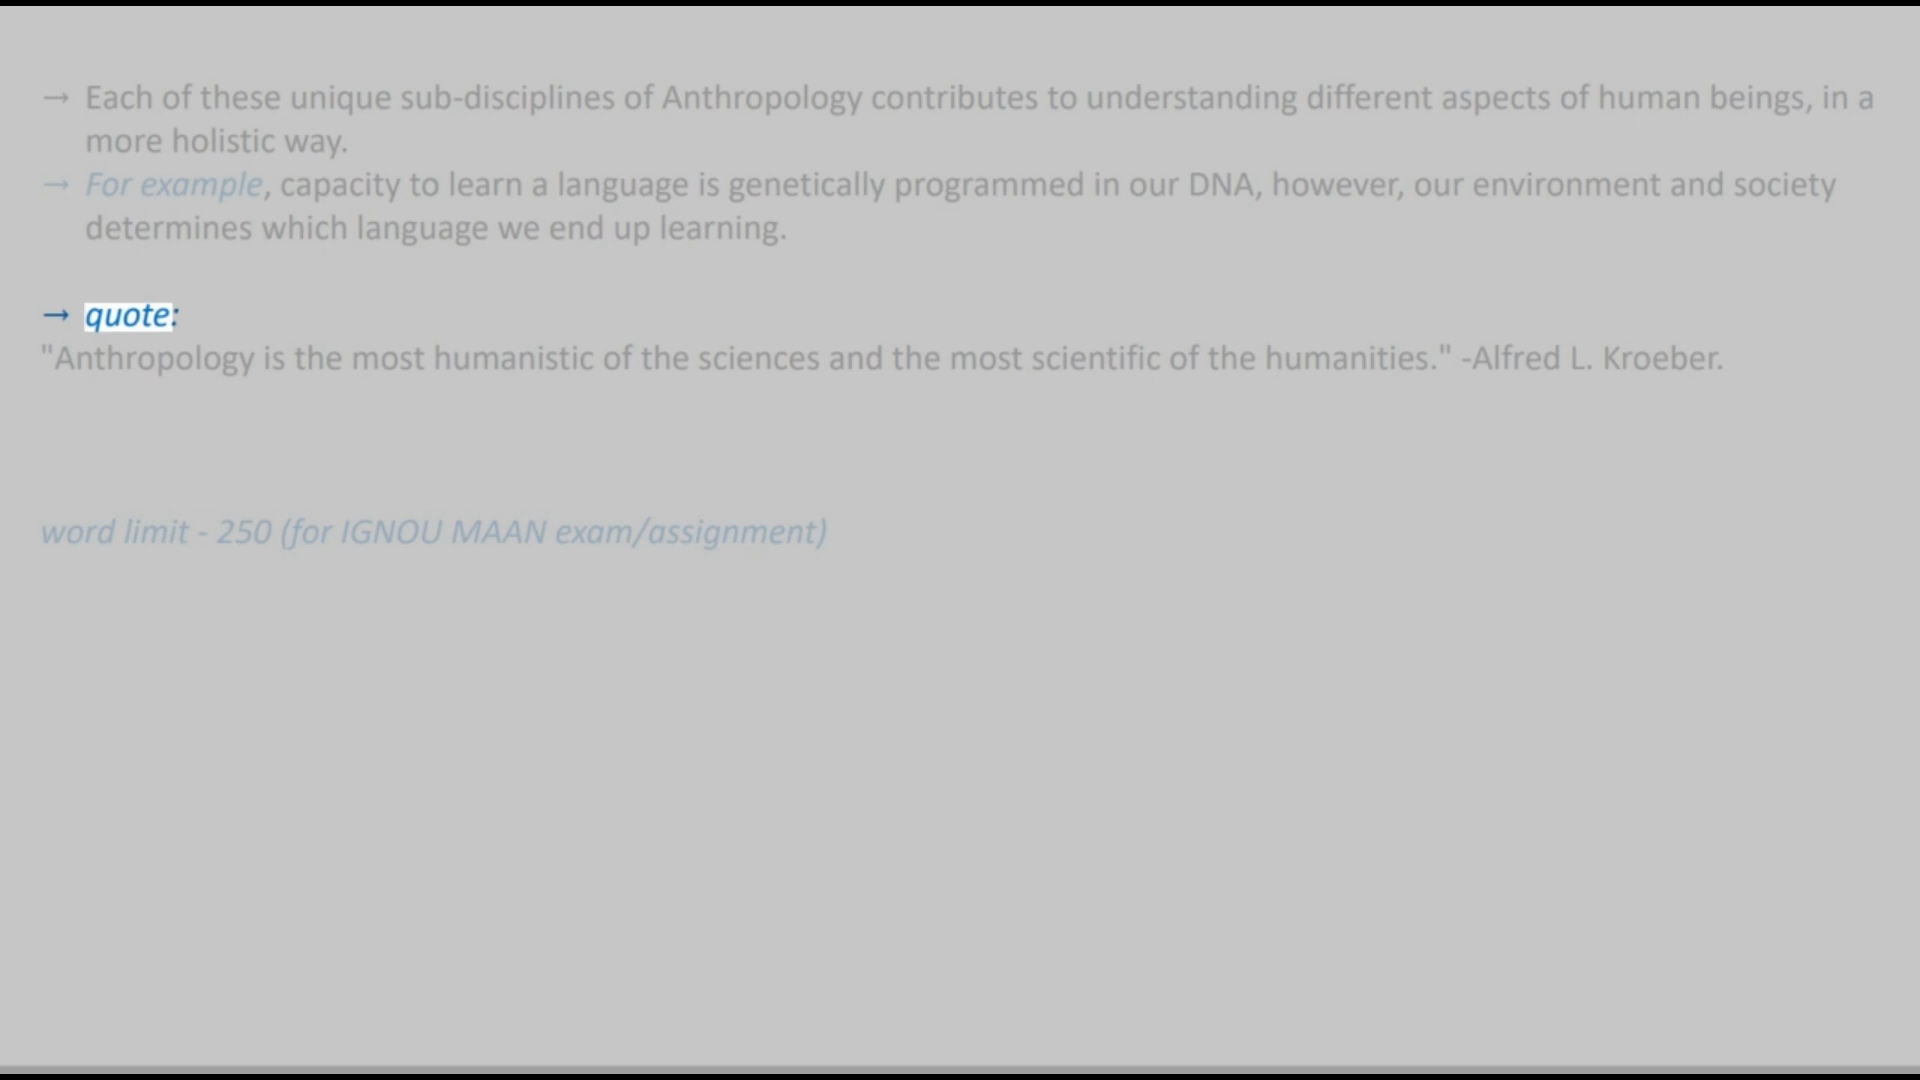 → Each of these unique sub-disciplines of Anthropology contributes to understanding different aspects of human beings, in a
more holistic way.
→ For example, capacity to learn a language is genetically programmed in our DNA, however, our environment and society
determines which language we end up learning.
→ quote:
"Anthropology is the most humanistic of the sciences and the most scientific of the humanities." -Alfred L. Kroeber.
word limit - 250 (for IGNOU MAAN exam/assignment)